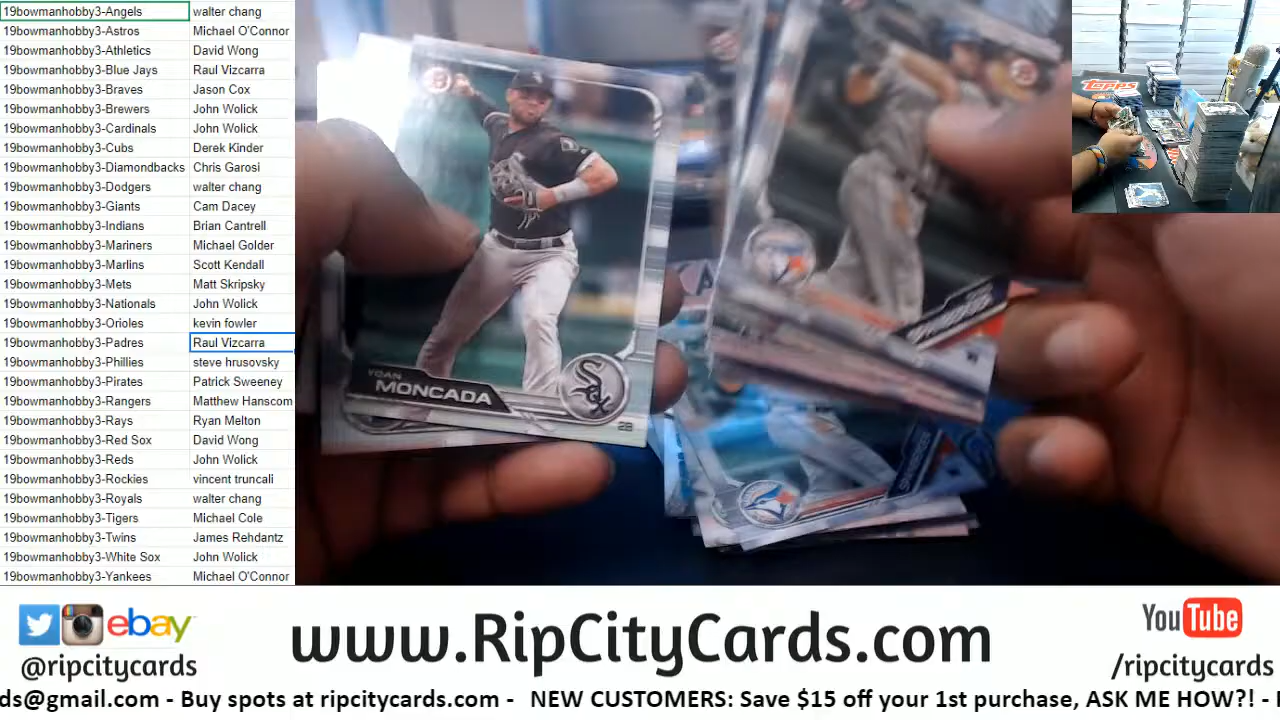 19bowmanhobby3-Angels walter chang
19bowmanhobby3-Astros Michael O'Connor
19bowmanhobby3-Athletics David Wong
19bowmanhobby3-Blue Jays Raul Vizcarra
19bowmanhobby3-Braves Jason Cox
19bowmanhobby3-Brewers John Wolick
19bowmanhobby3-Cardinals John Wolick
19bowmanhobby3-Cubs Derek Kinder
19bowmanhobby3-Diamondbacks Chris Garosi
19bowmanhobby3-Dodgers walter chang
19bowmanhobby3-Giants Cam Dacey
19bowmanhobby3-Indians Brian Cantrell
19bowmanhobby3-Mariners Michael Golder
19bowmanhobby3-Marlins Scott Kendall
19bowmanhobby3-Mets Matt Skripsky
19bowmanhobby3-Nationals John Wolick
19bowmanhobby3-Orioles kevin fowler
19bowmanhobby3-Padres Raul Vizcarra
19bowmanhobby3-Phillies steve hrusovsky
19bowmanhobby3-Pirates Patrick Sweeney
19bowmanhobby3-Rangers Matthew Hanscom
19bowmanhobby3-Rays Ryan Melton
19bowmanhobby3-Red Sox David Wong
19bowmanhobby3-Reds John Wolick
19bowmanhobby3-Rockies vincent truncali
19bowmanhobby3-Royals walter chang
19bowmanhobby3-Tigers Michael Cole
19bowmanhobby3-Twins James Rehdantz
19bowmanhobby3-White Sox John Wolick
19bowmanhobby3-Yankees Michael O'Connor
YOAN
MONCADA
Sox
2B
Topps
ebay
@ripcitycards
www.RipCityCards.com
YouTube
/ripcitycards
ds@gmail.com - Buy spots at ripcitycards.com - NEW CUSTOMERS: Save $15 off your 1st purchase, ASK ME HOW?! -